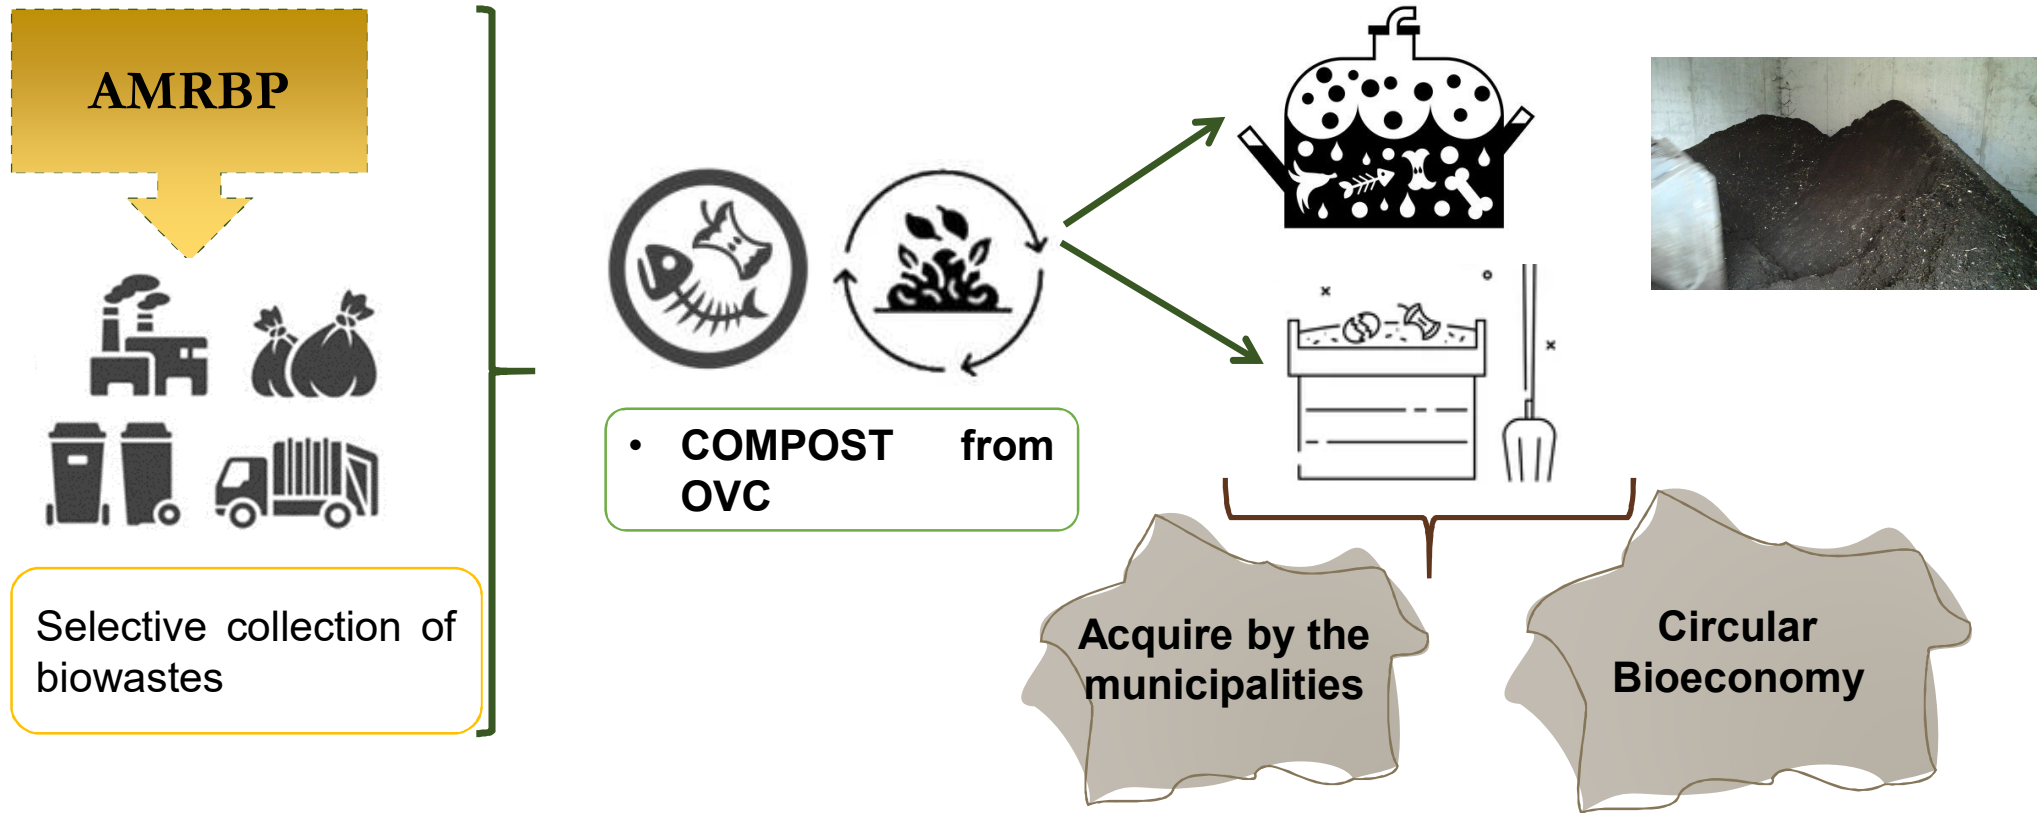 AMRBP
Selective collection of
biowastes
• COMPOST from
OVC
Acquire by the
municipalities
Circular
Bioeconomy